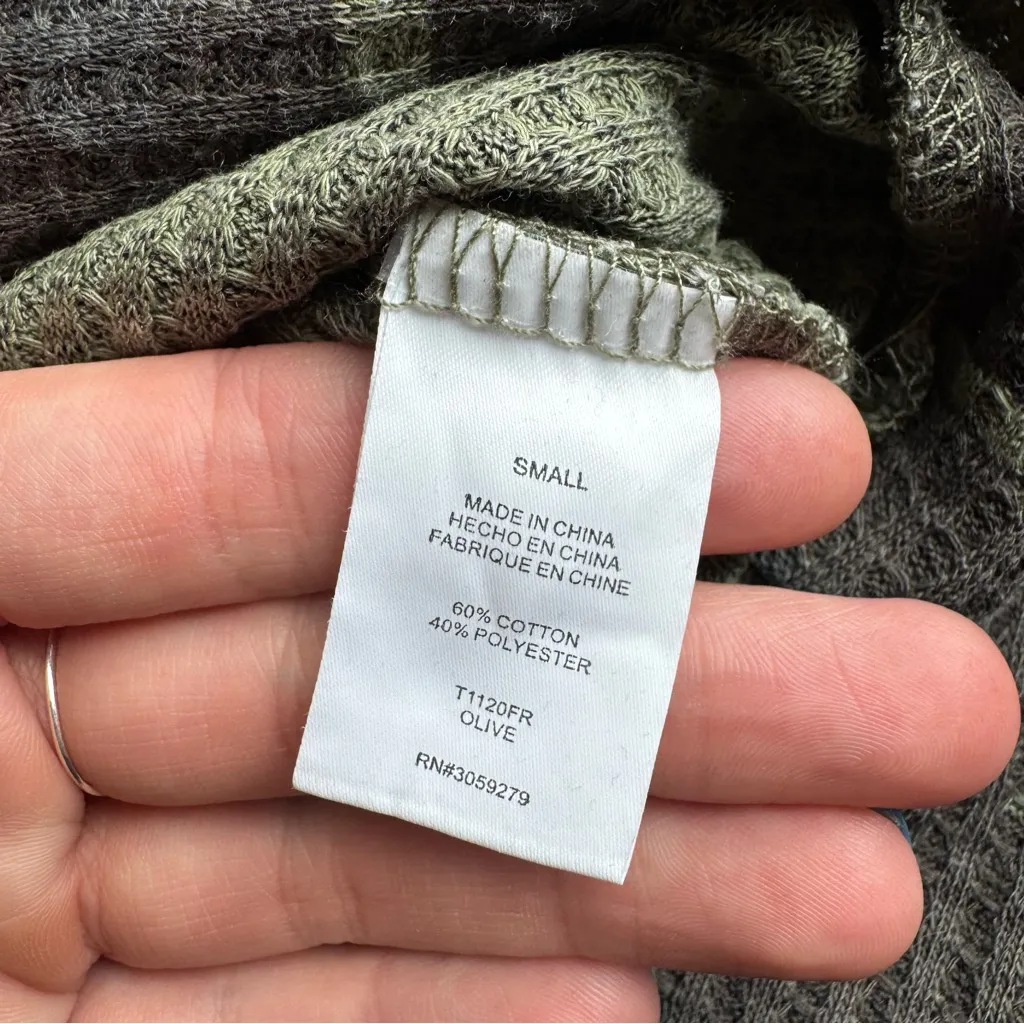 SMALL
MADE IN CHINA
HECHO EN CHINA
FABRIQUE EN CHINE
60% COTTON
40% POLYESTER
T1120FR
OLIVE
RN#3059279